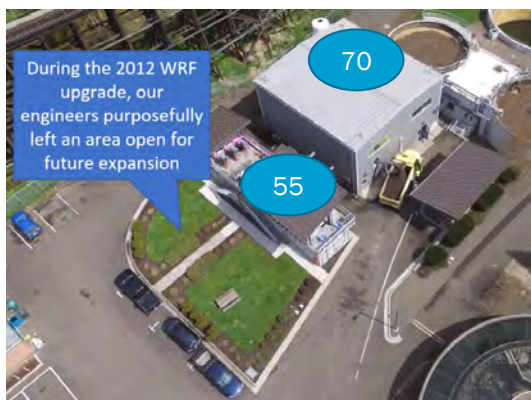 During the 2012 WRF
upgrade, our
engineers purposefully
left an area open for
future expansion
70
55